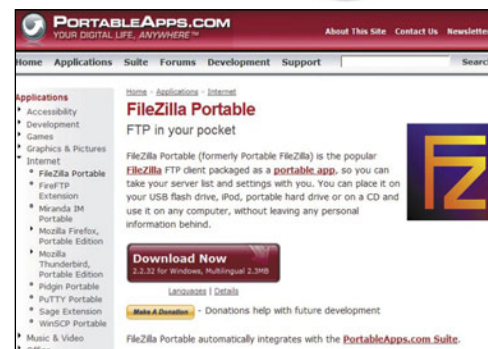 PORTABLEAPPS.COM
YOUR DIGITAL LIFE, ANYWHERE™
About This Site Contact Us Newsletter
Home Applications Suite Forums Development Support Search
Applications
Accessibility
Development
Games
Graphics & Pictures
Internet
FileZilla Portable
FireFTP
Extension
Miranda IM
Portable
Mozilla Firefox,
Portable Edition
Mozilla
Thunderbird,
Portable Edition
Pidgin Portable
PuTTY Portable
Sage Extension
WinSCP Portable
Music & Video
Office
Home - Applications - Internet
FileZilla Portable
FTP in your pocket
FileZilla Portable (formerly Portable FileZilla) is the popular
FileZilla FTP client packaged as a portable app, so you can
take your server list and settings with you. You can place it on
your USB flash drive, iPod, portable hard drive or on a CD and
use it on any computer, without leaving any personal
information behind.
FZ
Download Now
2.2.32 for Windows, Multilingual 2.3MB
Languages | Details
Make A Donation - Donations help with future development
FileZilla Portable automatically integrates with the PortableApps.com Suite.